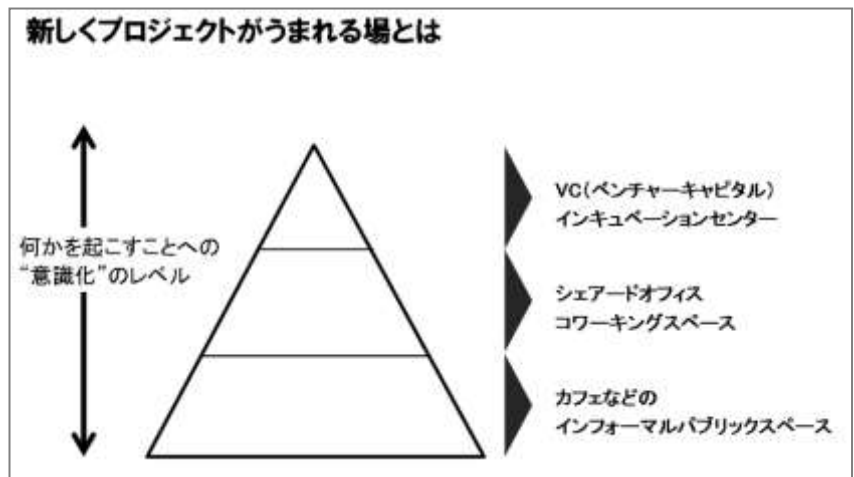 新しくプロジェクトがうまれる場とは
何かを起こすことへの
“意識化”のレベル
VC(ベンチャーキャピタル)
インキュベーションセンター
シェアードオフィス
コワーキングスペース
カフェなどの
インフォーマルパブリックスペース